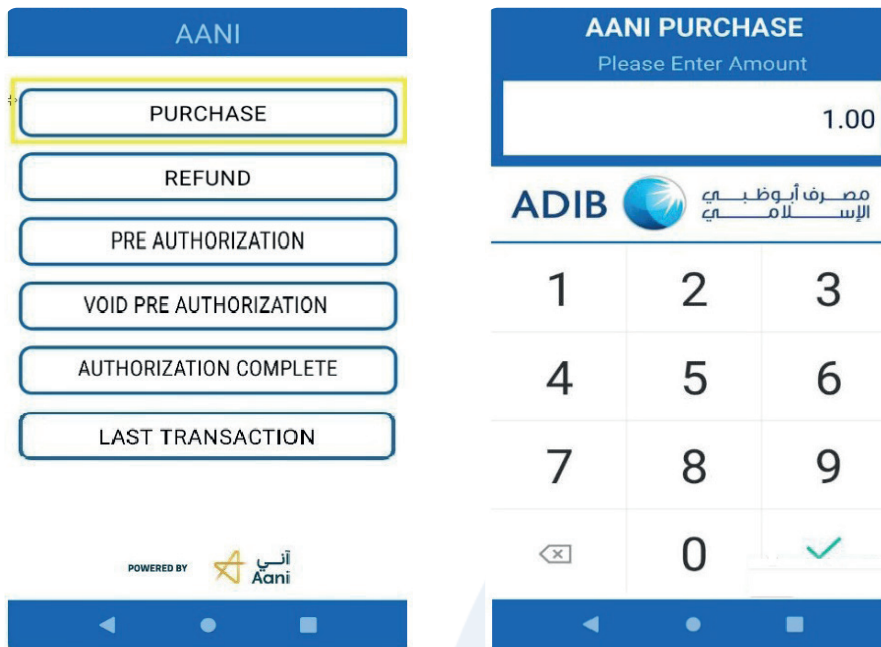 AANI
PURCHASE
REFUND
PRE AUTHORIZATION
VOID PRE AUTHORIZATION
AUTHORIZATION COMPLETE
LAST TRANSACTION
POWERED BY
آني
Aani
AANI PURCHASE
Please Enter Amount
1.00
ADIB
مصرف أبوظبي
الإسلامي
1 2 3
4 5 6
7 8 9
0